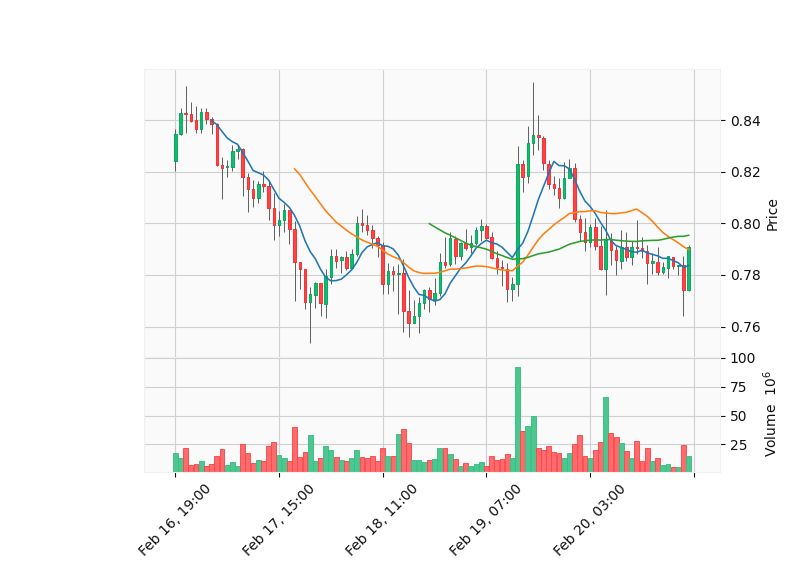 0.84
0.82
0.80
0.78
0.76
Price
100
75
50
25
Volume 10^6
Feb 16, 19:00
Feb 17, 15:00
Feb 18, 11:00
Feb 19, 07:00
Feb 20, 03:00